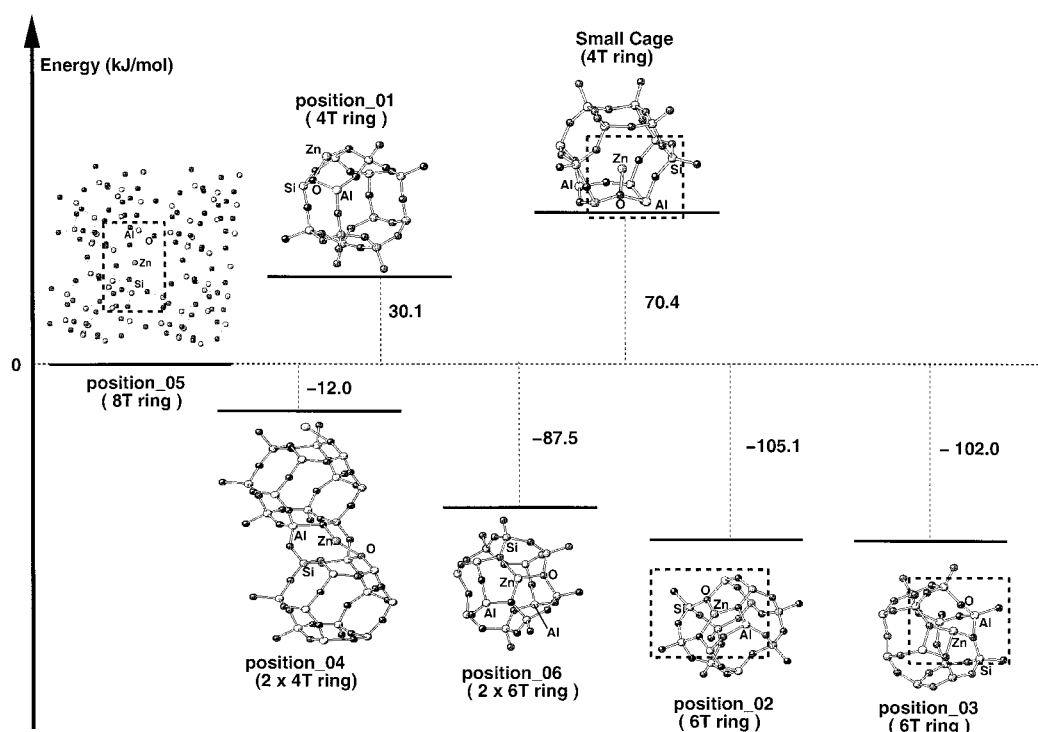 Energy (kJ/mol)
Small Cage
(4T ring)
position_01
( 4T ring )
Zn
Si
O
Al
Zn
Al
Si
O
Al
Al
O
Zn
Si
30.1
70.4
0
position_05
( 8T ring )
−12.0
−87.5
−105.1
− 102.0
Al
Zn
O
Si
position_04
(2 x 4T ring)
Si
Zn
O
Al
Al
position_06
( 2 x 6T ring )
O
Si
Zn
Al
position_02
( 6T ring )
O
Al
Zn
Si
position_03
( 6T ring )